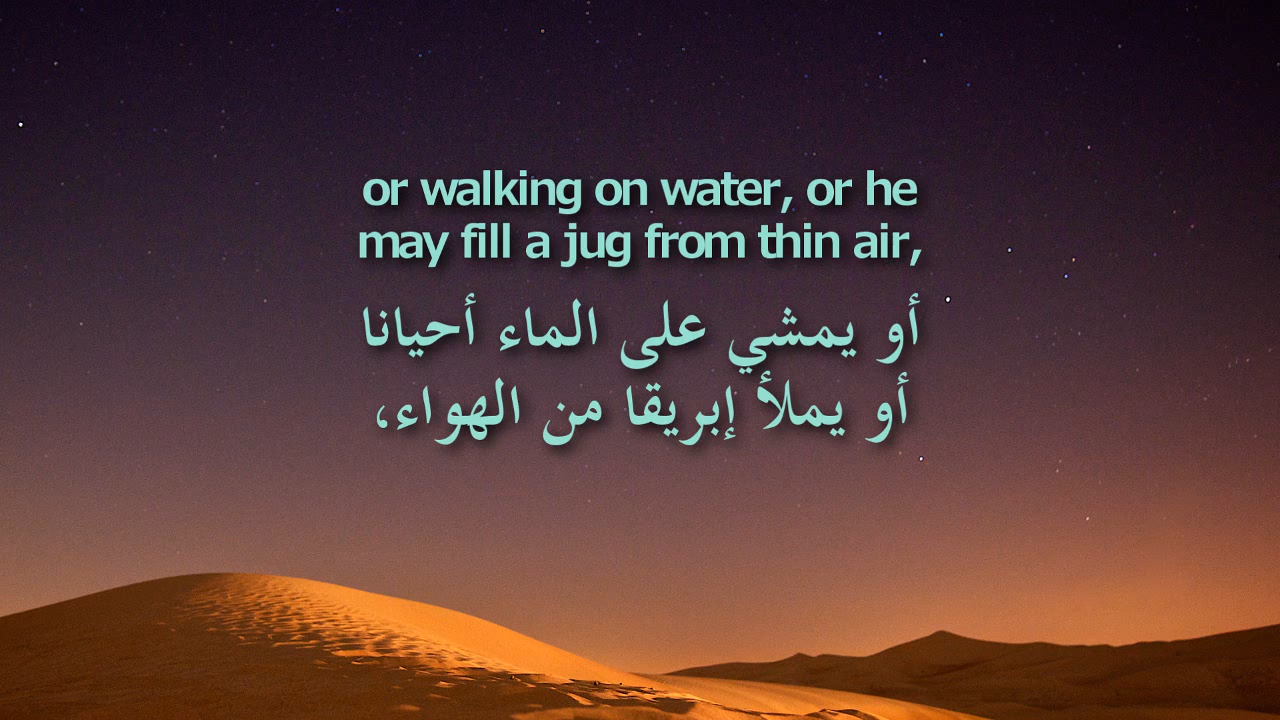 or walking on water, or he
may fill a jug from thin air,
أو يمشي على الماء أحيانا
أو يملأ إبريقا من الهواء،